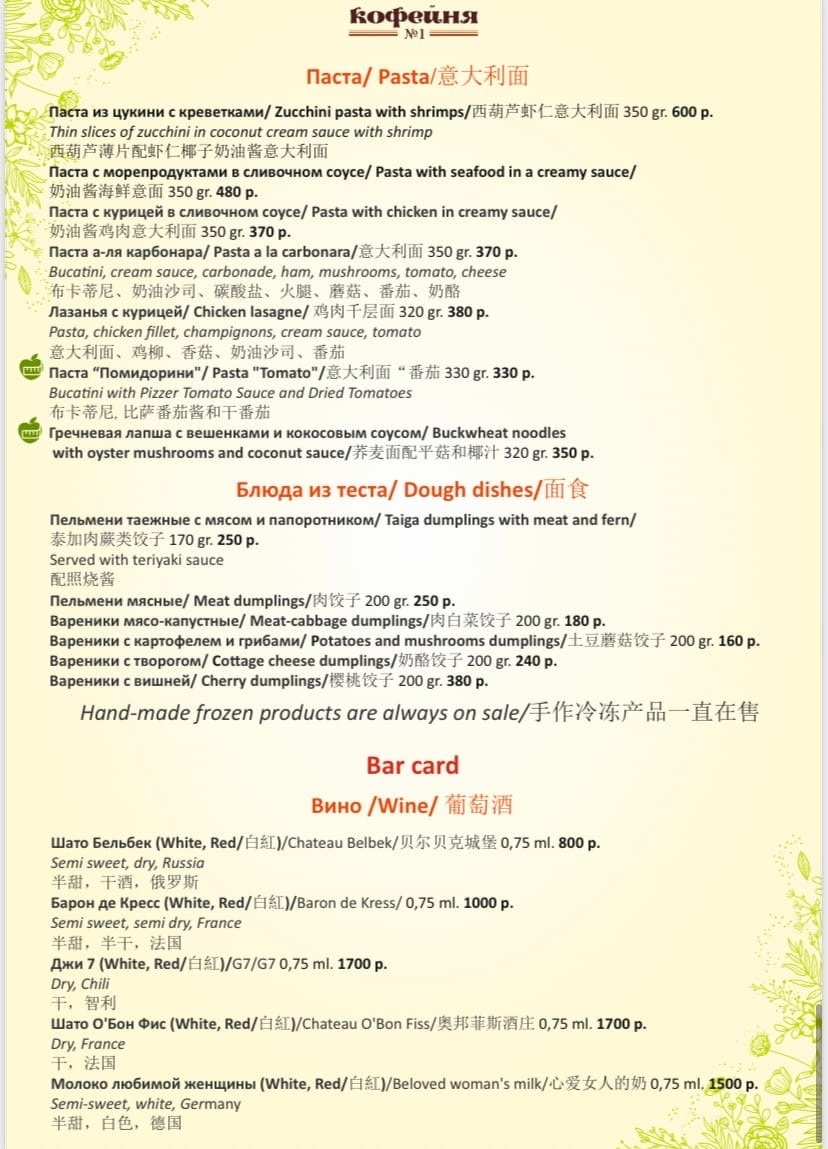 кофейня
№1
Паста/ Pasta/意大利面
Паста из цукини с креветками/ Zucchini pasta with shrimps/西葫芦虾仁意大利面 350 gr. 600 р.
Thin slices of zucchini in coconut cream sauce with shrimp
西葫芦薄片配虾仁椰子奶油酱意大利面
Паста с морепродуктами в сливочном соусе/ Pasta with seafood in a creamy sauce/
奶油酱海鲜意面 350 gr. 480 р.
Паста с курицей в сливочном соусе/ Pasta with chicken in creamy sauce/
奶油酱鸡肉意大利面 350 gr. 370 р.
Паста а-ля карбонара/ Pasta a la carbonara/意大利面 350 gr. 370 р.
Bucatini, cream sauce, carbonade, ham, mushrooms, tomato, cheese
布卡蒂尼、奶油沙司、碳酸盐、火腿、蘑菇、番茄、奶酪
Лазанья с курицей/ Chicken lasagne/ 鸡肉千层面 320 gr. 380 р.
Pasta, chicken fillet, champignons, cream sauce, tomato
意大利面、鸡柳、香菇、奶油沙司、番茄
Паста “Помидорини"/ Pasta "Tomato"/意大利面 “番茄 330 gr. 330 р.
Bucatini with Pizzer Tomato Sauce and Dried Tomatoes
布卡蒂尼, 比萨番茄酱和干番茄
Гречневая лапша с вешенками и кокосовым соусом/ Buckwheat noodles
with oyster mushrooms and coconut sauce/荞麦面配平菇和椰汁 320 gr. 350 р.
Блюда из теста/ Dough dishes/面食
Пельмени таежные с мясом и папоротником/ Taiga dumplings with meat and fern/
泰加肉蕨类饺子 170 gr. 250 р.
Served with teriyaki sauce
配照烧酱
Пельмени мясные/ Meat dumplings/肉饺子 200 gr. 250 р.
Вареники мясо-капустные/ Meat-cabbage dumplings/肉白菜饺子 200 gr. 180 р.
Вареники с картофелем и грибами/ Potatoes and mushrooms dumplings/土豆蘑菇饺子 200 gr. 160 р.
Вареники с творогом/ Cottage cheese dumplings/奶酪饺子 200 gr. 240 р.
Вареники с вишней/ Cherry dumplings/樱桃饺子 200 gr. 380 р.
Hand-made frozen products are always on sale/手作冷冻产品一直在售
Bar card
Вино /Wine/ 葡萄酒
Шато Бельбек (White, Red/白紅)/Chateau Belbek/贝尔贝克城堡 0,75 ml. 800 р.
Semi sweet, dry, Russia
半甜，干酒，俄罗斯
Барон де Кресс (White, Red/白紅)/Baron de Kress/ 0,75 ml. 1000 р.
Semi sweet, semi dry, France
半甜，半干，法国
Джи 7 (White, Red/白紅)/G7/G7 0,75 ml. 1700 р.
Dry, Chili
干，智利
Шато О'Бон Фис (White, Red/白紅)/Chateau O'Bon Fiss/奥邦菲斯酒庄 0,75 ml. 1700 р.
Dry, France
干，法国
Молоко любимой женщины (White, Red/白紅)/Beloved woman's milk/心爱女人的奶 0,75 ml. 1500 р.
Semi-sweet, white, Germany
半甜，白色，德国